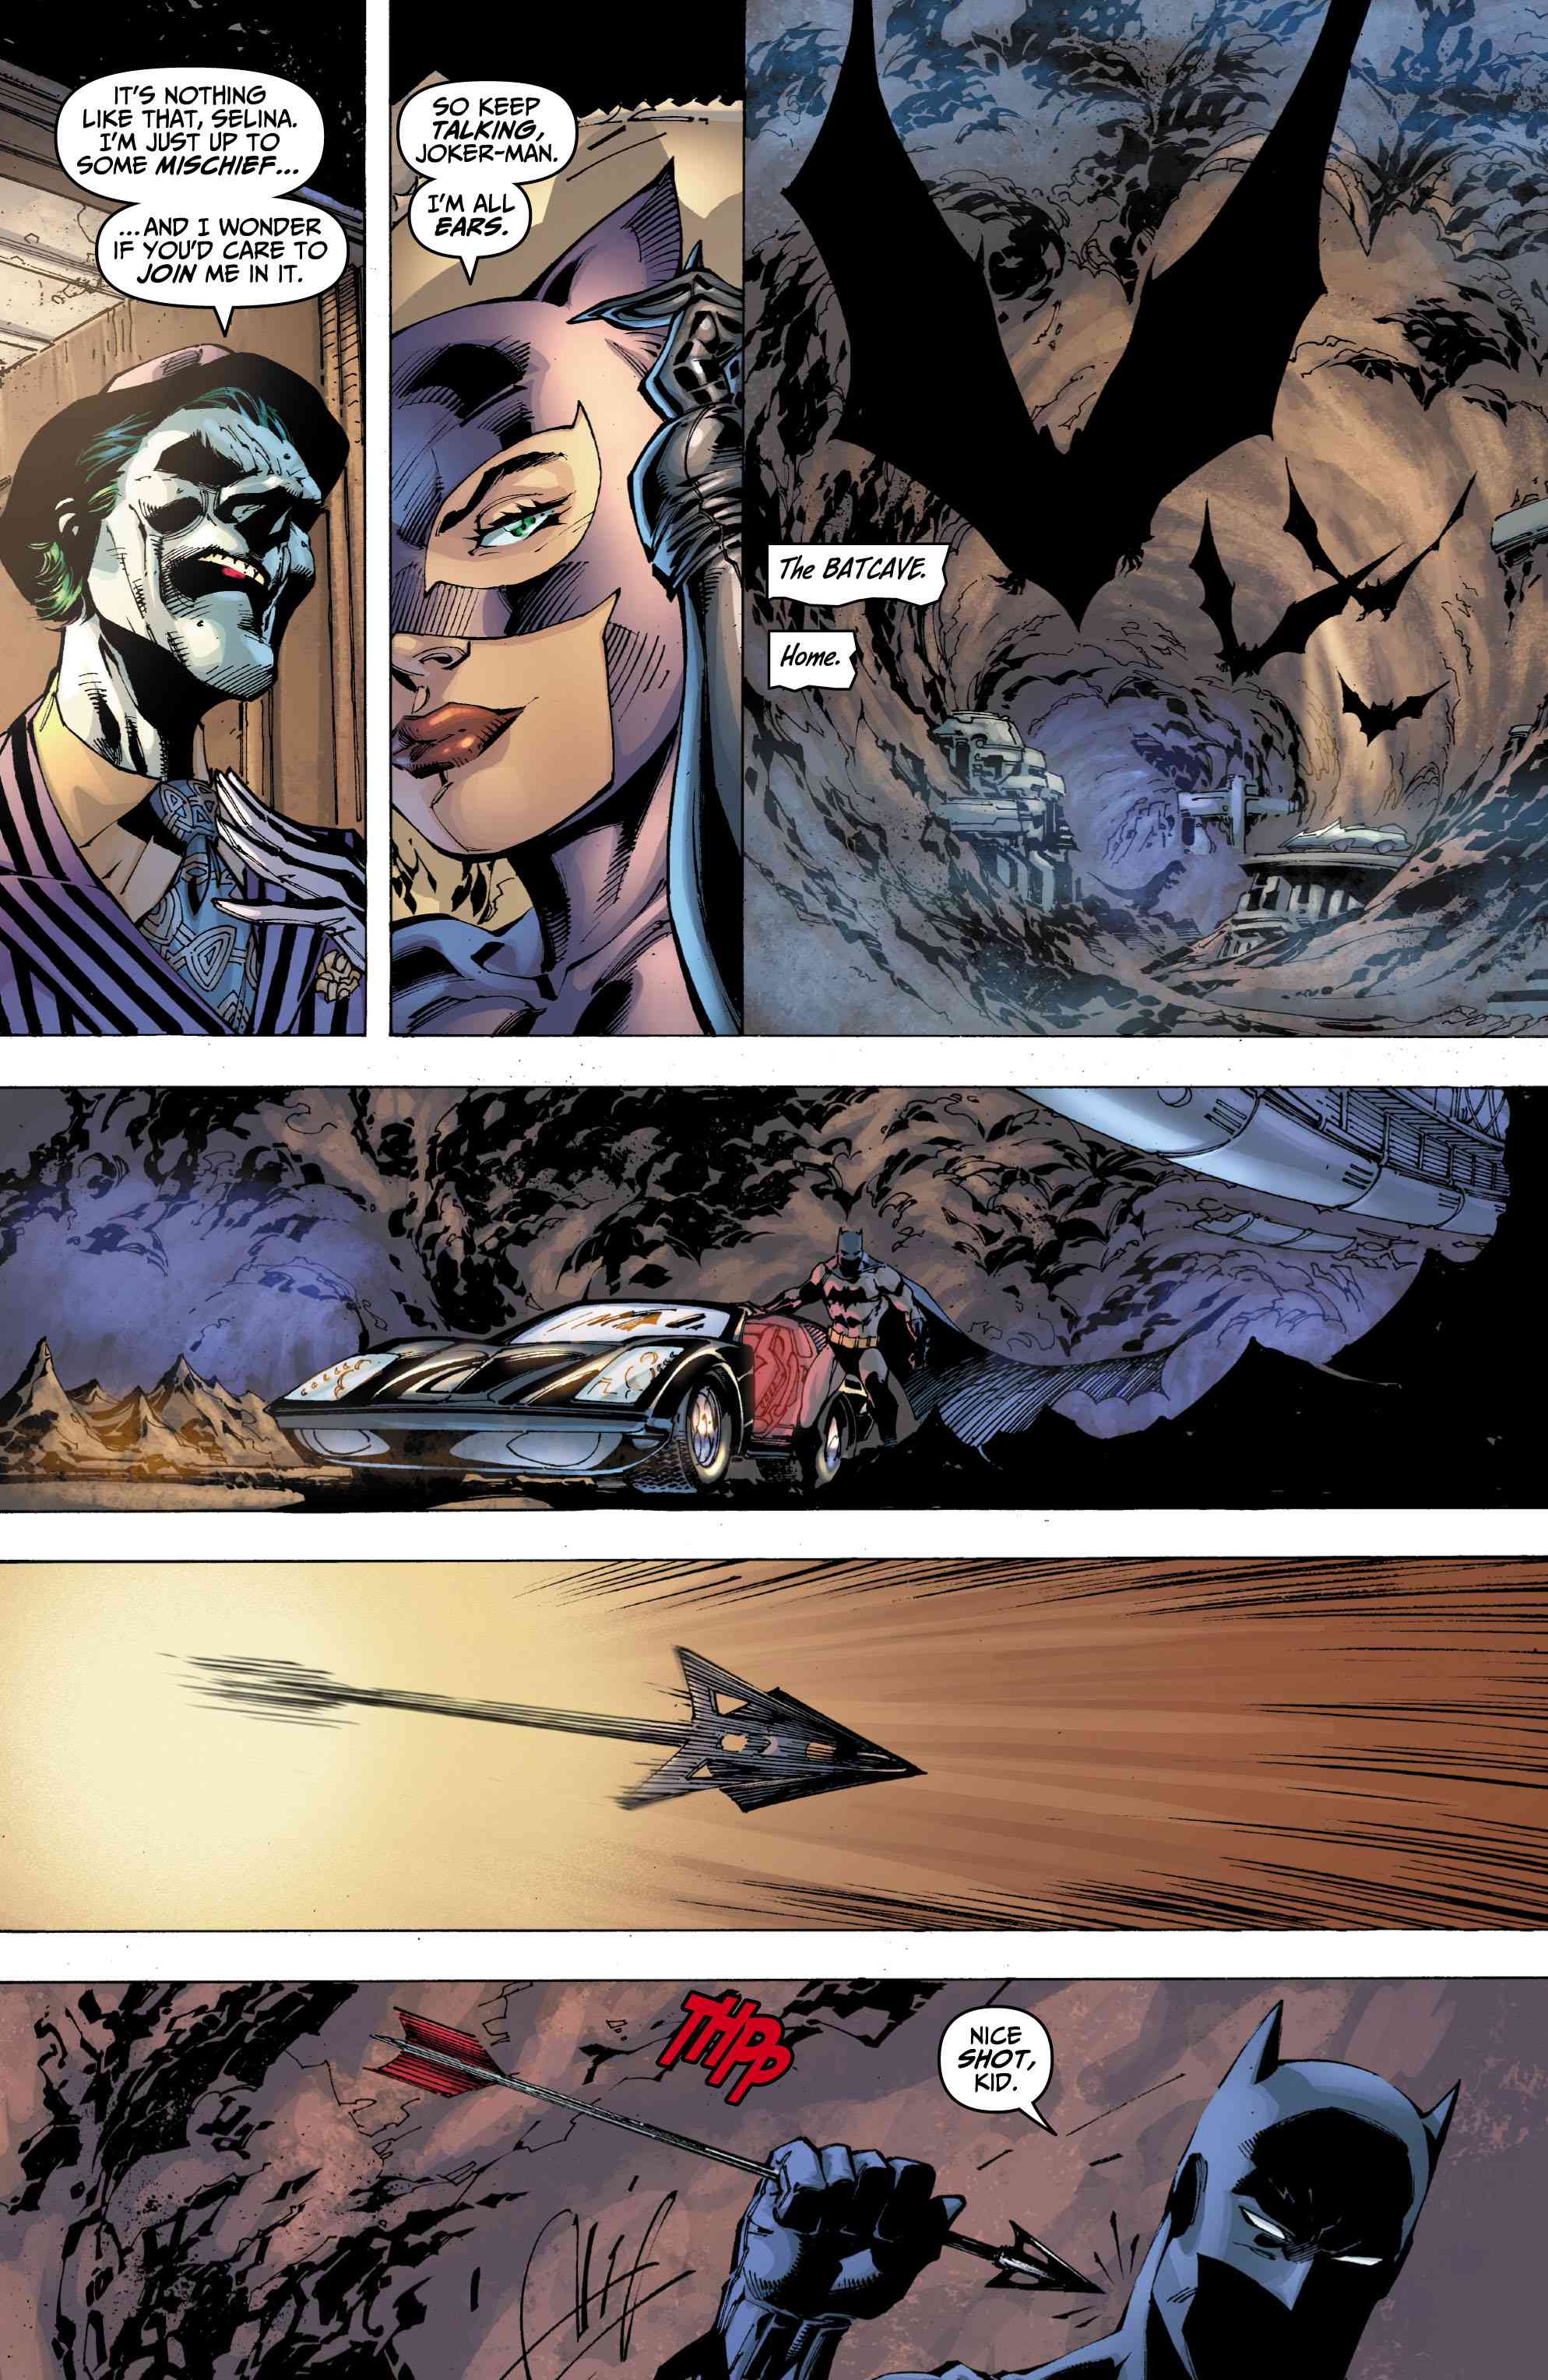 IT'S NOTHING
LIKE THAT, SELINA.
I'M JUST UP TO
SOME MISCHIEF...
...AND I WONDER
IF YOU'D CARE TO
JOIN ME IN IT.
SO KEEP
TALKING,
JOKER-MAN.
I'M ALL
EARS.
The BATCAVE.
Home.
THPP
NICE
SHOT,
KID.